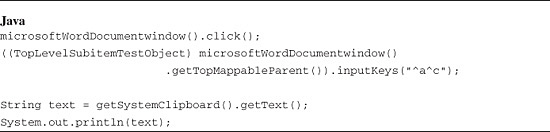 Java
microsoftWordDocumentwindow().click();
((TopLevelSubitemTestObject) microsoftWordDocumentwindow()
.getTopMappableParent()).inputKeys("^a^c");
String text = getSystemClipboard().getText();
System.out.println(text);